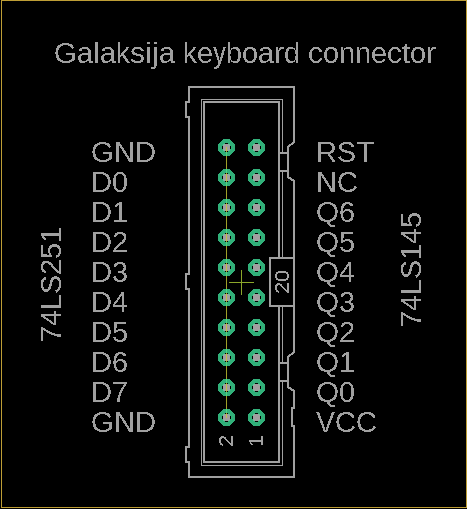 Galaksija keyboard connector
GND RST
D0 NC
D1 Q6
D2 Q5
D3 Q4
D4 Q3
D5 Q2
D6 Q1
D7 Q0
GND VCC
74LS251
74LS145
20
2 1